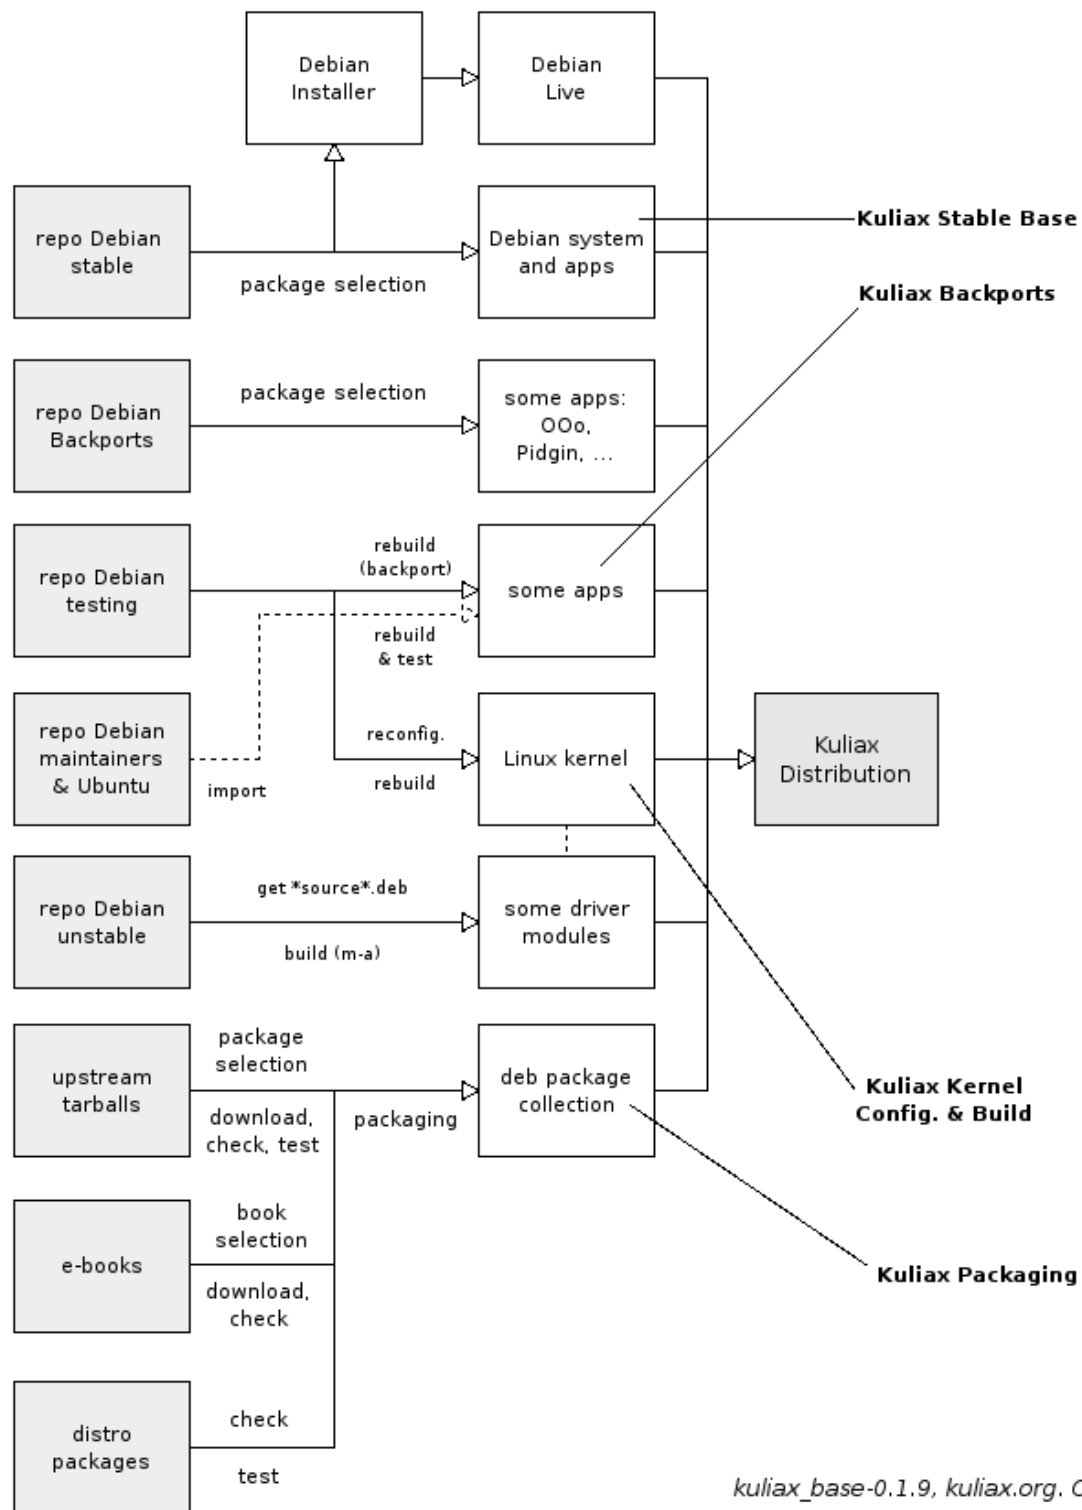 Debian
Installer
Debian
Live
repo Debian
stable
package selection
Debian system
and apps
Kuliax Stable Base
Kuliax Backports
repo Debian
Backports
package selection
some apps:
OOo,
Pidgin, ...
repo Debian
testing
rebuild
(backport)
some apps
rebuild
& test
repo Debian
maintainers
& Ubuntu
import
reconfig.
rebuild
Linux kernel
Kuliax
Distribution
repo Debian
unstable
get *source*.deb
build (m-a)
some driver
modules
upstream
tarballs
package
selection
download,
check, test
packaging
deb package
collection
Kuliax Kernel
Config. & Build
e-books
book
selection
download,
check
Kuliax Packaging
distro
packages
check
test
kuliax_base-0.1.9, kuliax.org.